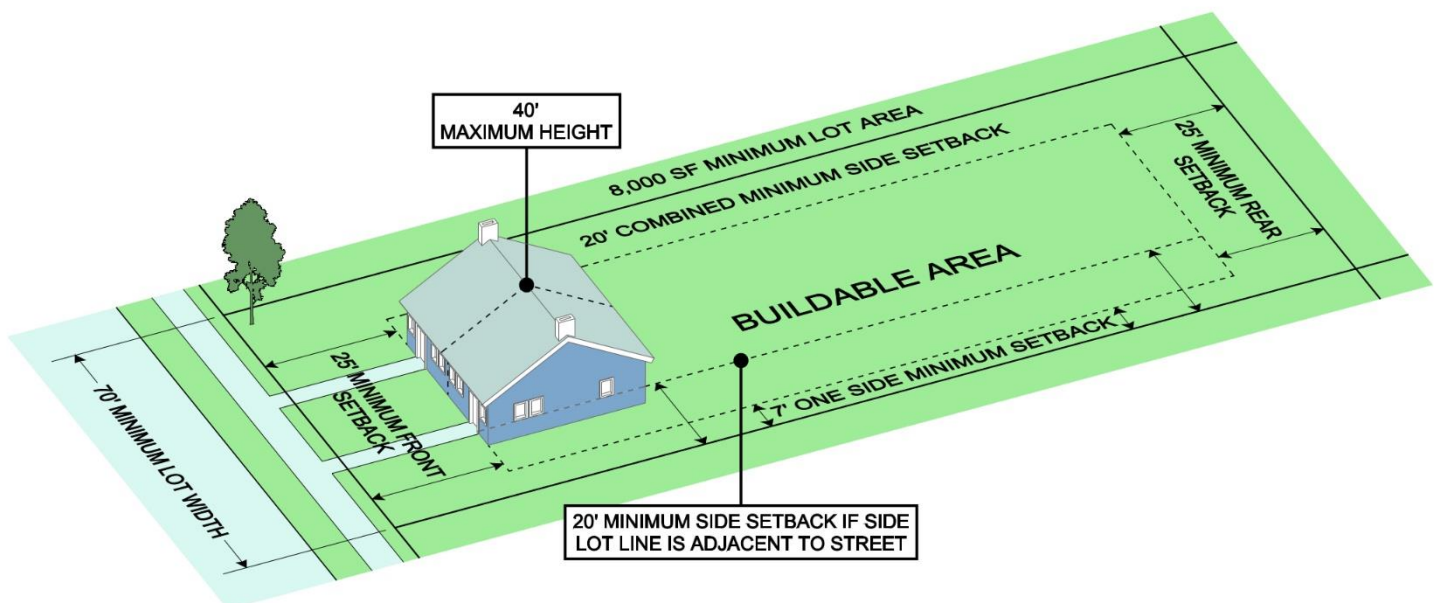 40'
MAXIMUM HEIGHT
8,000 SF MINIMUM LOT AREA
20' COMBINED MINIMUM SIDE SETBACK
25' MINIMUM REAR
SETBACK
BUILDABLE AREA
7' ONE SIDE MINIMUM SETBACK
25' MINIMUM FRONT
SETBACK
70' MINIMUM LOT WIDTH
20' MINIMUM SIDE SETBACK IF SIDE
LOT LINE IS ADJACENT TO STREET